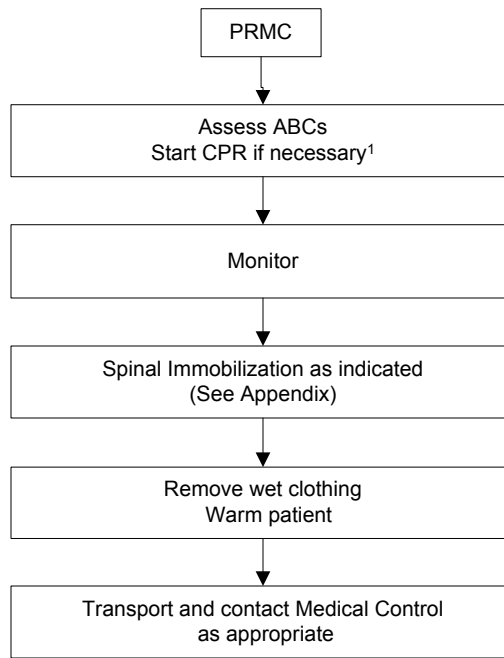 PRMC
Assess ABCs
Start CPR if necessary¹
Monitor
Spinal Immobilization as indicated
(See Appendix)
Remove wet clothing
Warm patient
Transport and contact Medical Control
as appropriate